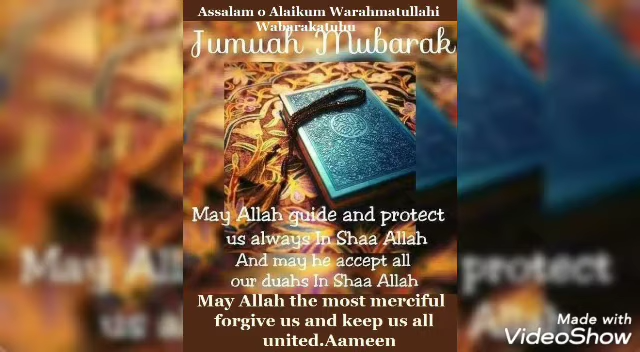 Assalam o Alaikum Warahmatullahi
Wabarakatuhu
Jumuah Mubarak
May Allah guide and protect
us always In Shaa Allah
And may he accept all
our duahs In Shaa Allah
May Allah the most merciful
forgive us and keep us all
united.Aameen
Made with
VideoShow